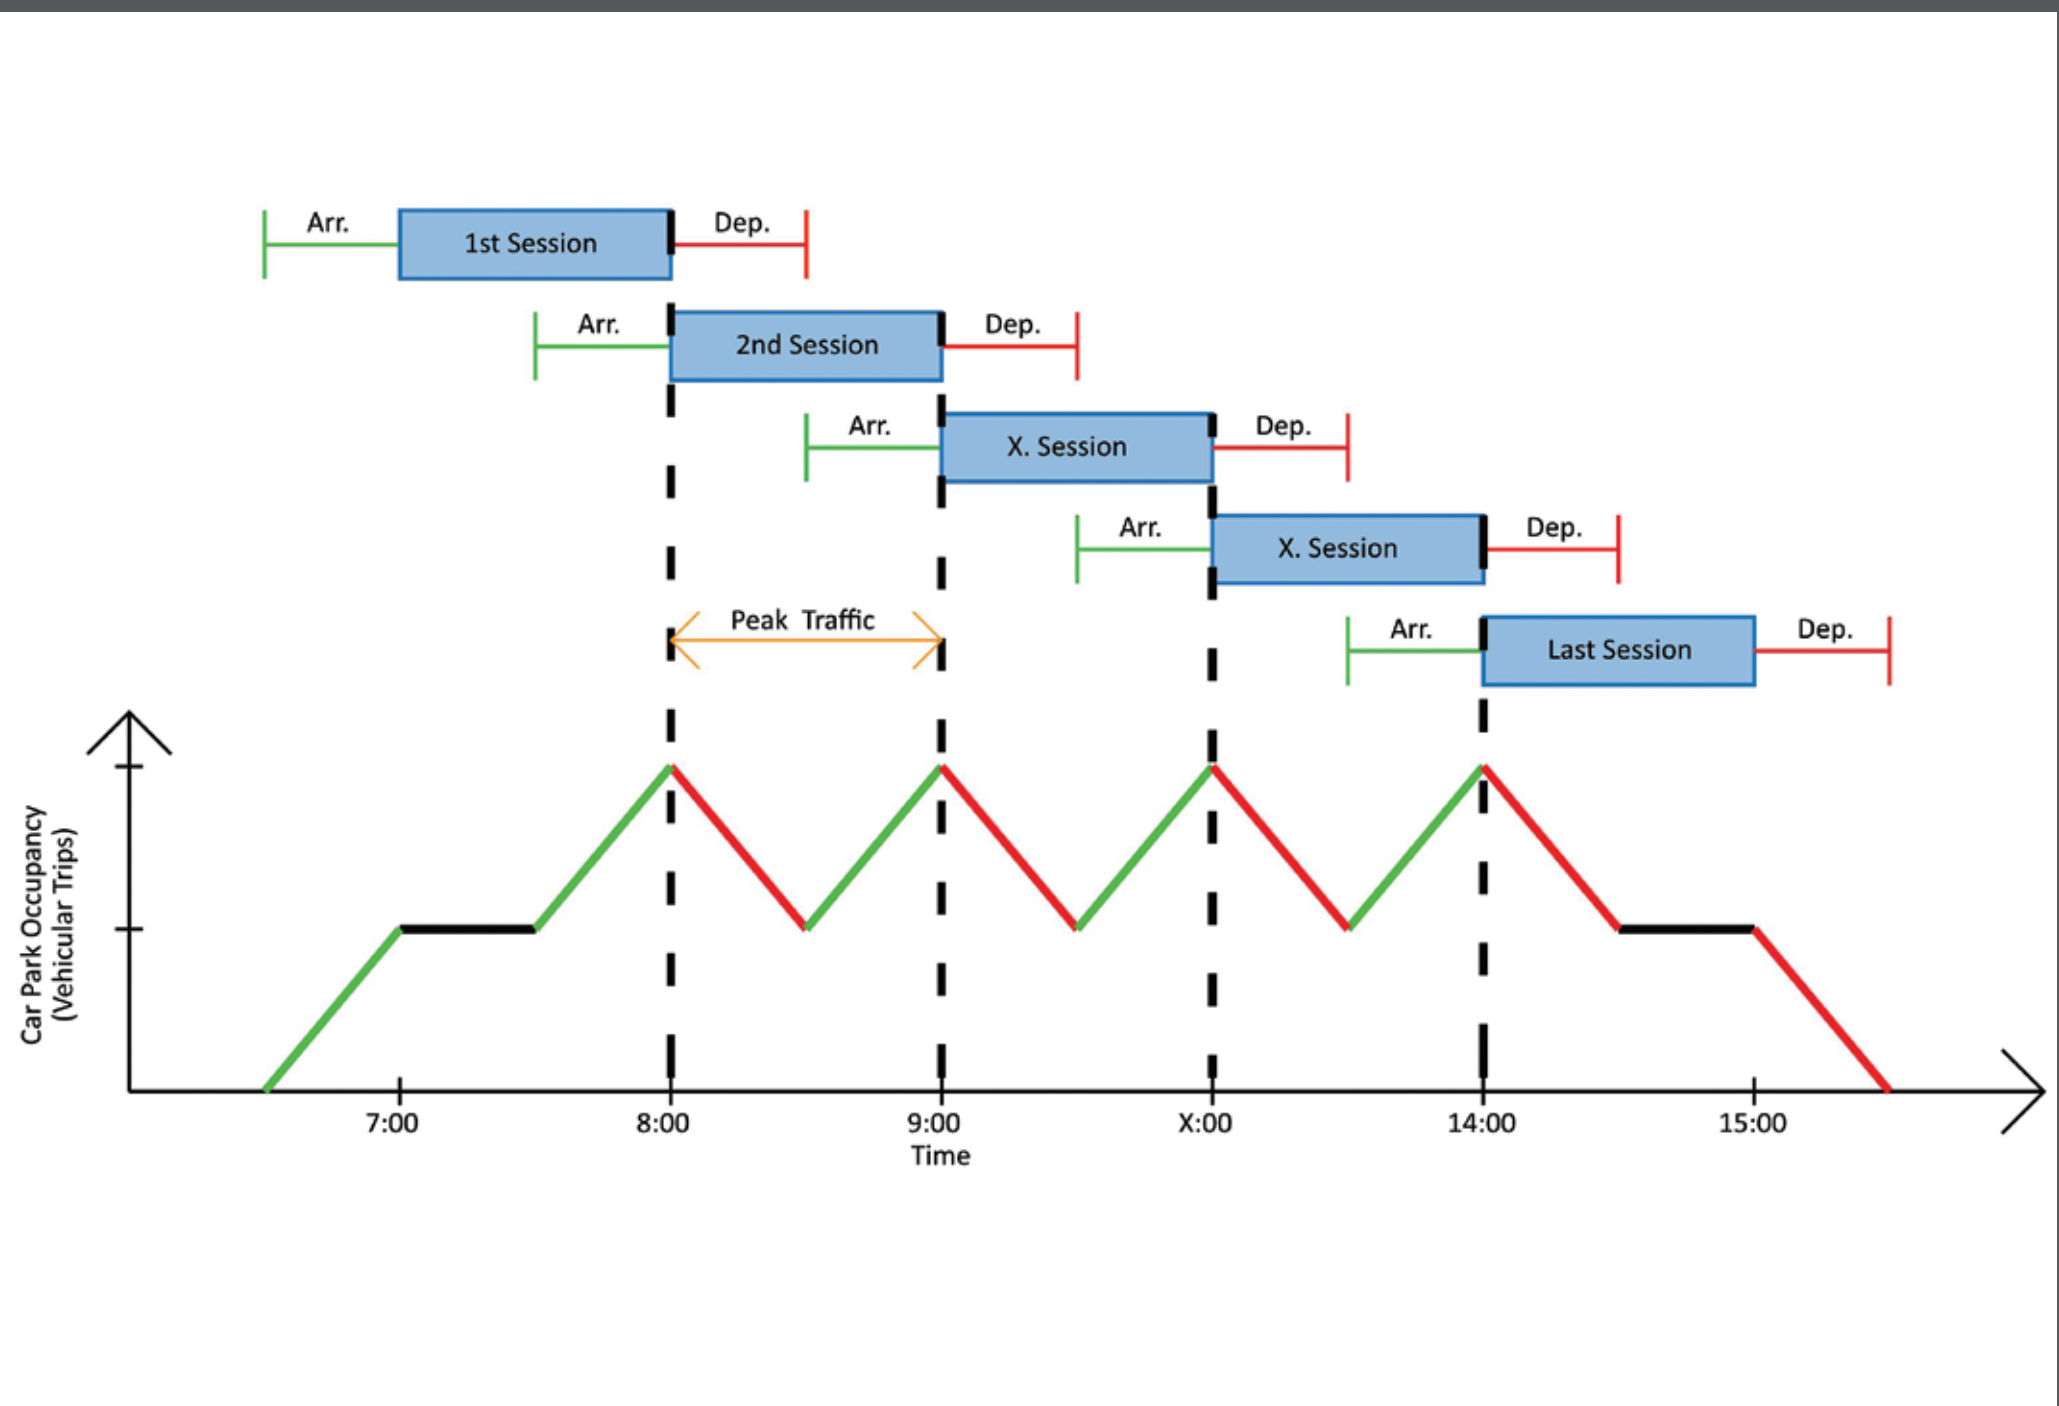 Arr.
1st Session
Dep.
Arr.
2nd Session
Dep.
Arr.
X. Session
Dep.
Arr.
X. Session
Dep.
Peak  Traffic
Arr.
Last Session
Dep.
Car Park Occupancy
(Vehicular Trips)
7:00
8:00
9:00
X:00
14:00
15:00
Time